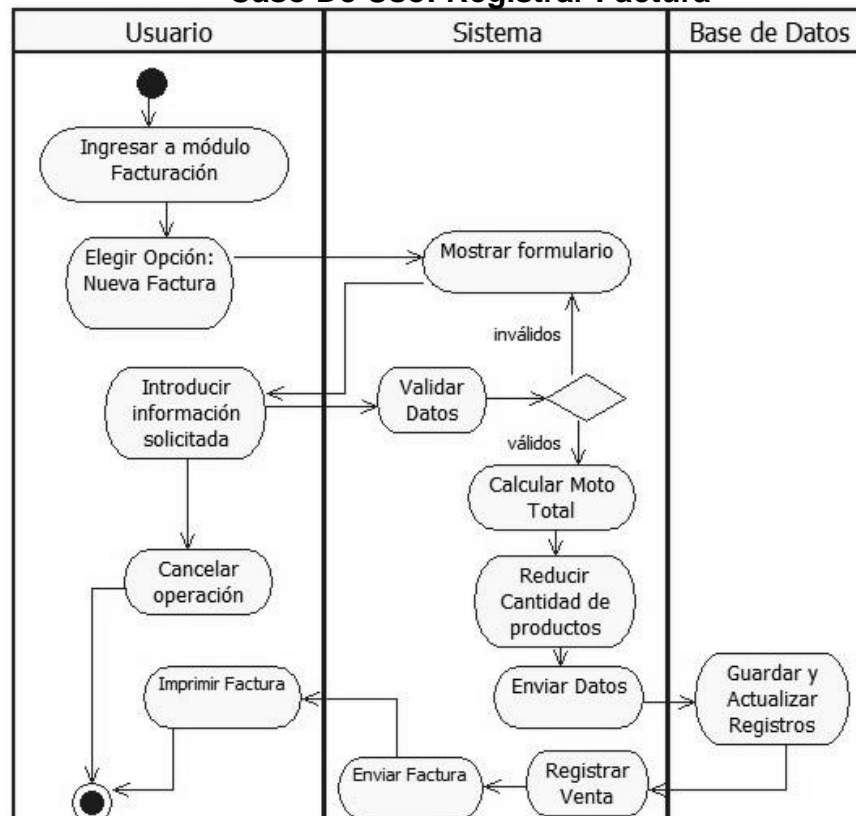 Caso De Uso: Registrar Factura
Usuario
Sistema
Base de Datos
Ingresar a módulo
Facturación
Elegir Opción:
Nueva Factura
Mostrar formulario
inválidos
Introducir
información
solicitada
Validar
Datos
válidos
Calcular Moto
Total
Cancelar
operación
Reducir
Cantidad de
productos
Imprimir Factura
Enviar Datos
Guardar y
Actualizar
Registros
Enviar Factura
Registrar
Venta